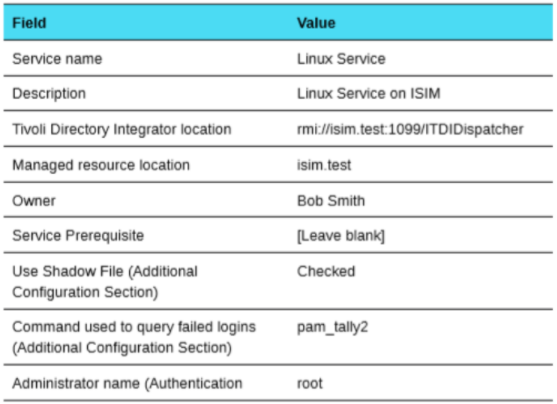 Field Value
Service name Linux Service
Description Linux Service on ISIM
Tivoli Directory Integrator location rmi://isim.test:1099/ITDIDispatcher
Managed resource location isim.test
Owner Bob Smith
Service Prerequisite [Leave blank]
Use Shadow File (Additional Checked
Configuration Section)
Command used to query failed logins pam_tally2
(Additional Configuration Section)
Administrator name (Authentication root